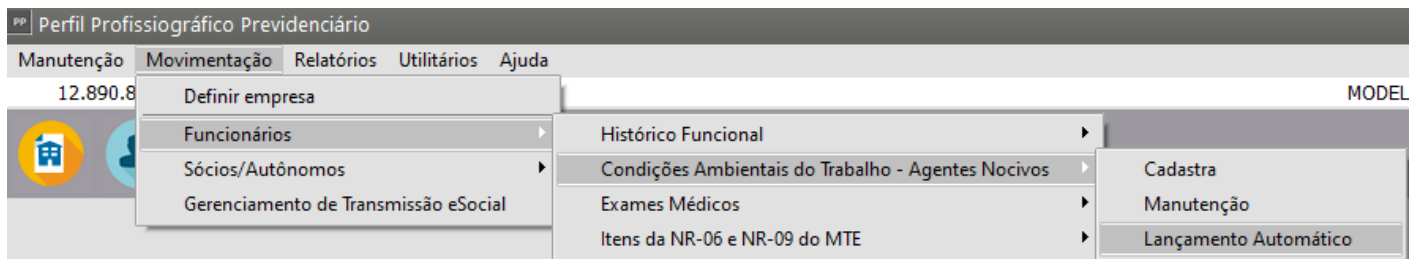 PP Perfil Profissiográfico Previdenciário
Manutenção Movimentação Relatórios Utilitários Ajuda
12.890.8 MODEL
Definir empresa
Funcionários
Sócios/Autônomos
Gerenciamento de Transmissão eSocial
Histórico Funcional
Condições Ambientais do Trabalho - Agentes Nocivos
Exames Médicos
Itens da NR-06 e NR-09 do MTE
Cadastra
Manutenção
Lançamento Automático